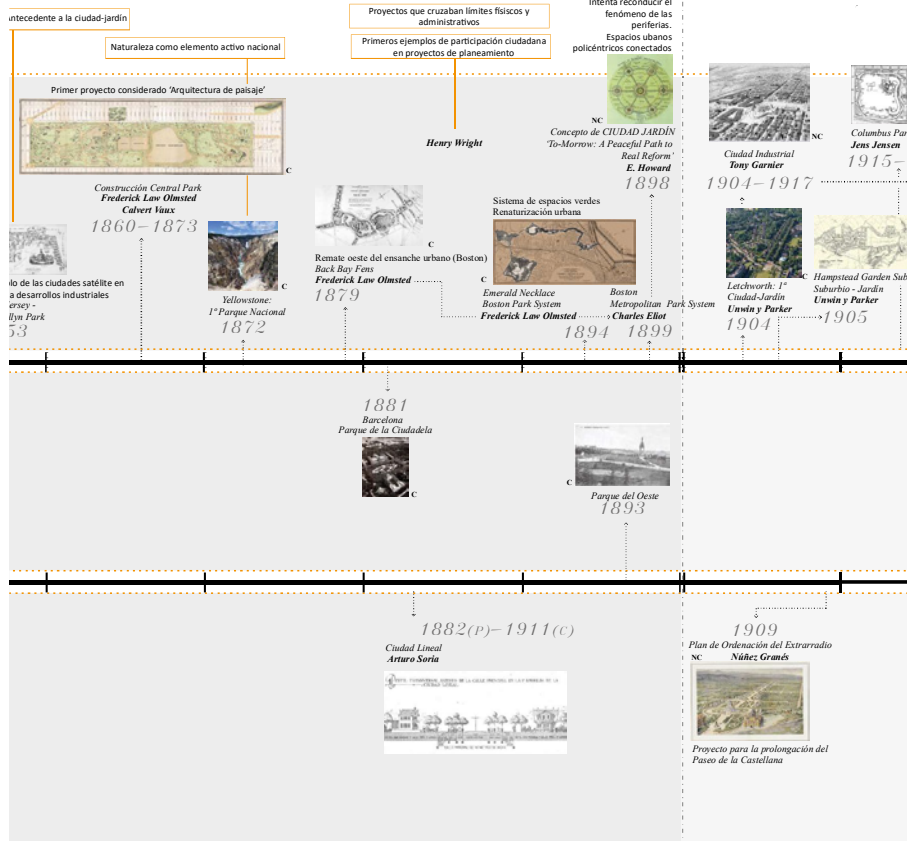 Antecedente a la ciudad-jardín
Naturaleza como elemento activo nacional
Proyectos que cruzaban límites físicos y
administrativos
Primeros ejemplos de participación ciudadana
en proyectos de planeamiento
Intenta reconducir el
fenómeno de las
periferias.
Espacios ubanos
policéntricos conectados
Primer proyecto considerado 'Arquitectura de paisaje'
C
Construcción Central Park
Frederick Law Olmsted
Calvert Vaux
1860-1873
plo de las ciudades satélite en
a desarrollos industriales
ersey -
llyn Park
53
C
Yellowstone:
1ª Parque Nacional
1872
C
Remate oeste del ensanche urbano (Boston)
Back Bay Fens
Frederick Law Olmsted
1879
Henry Wright
Sistema de espacios verdes
Renaturización urbana
C
Emerald Necklace
Boston Park System
Frederick Law Olmsted
1894
Boston
Metropolitan Park System
Charles Eliot
1899
NC
Concepto de CIUDAD JARDÍN
'To-Morrow: A Peaceful Path to
Real Reform'
E. Howard
1898
NC
Ciudad Industrial
Tony Garnier
1904-1917
Columbus Par
Jens Jensen
1915-
C
Letchworth: 1ª
Ciudad-Jardín
Unwin y Parker
1904
Hampstead Garden Sub
Suburbio - Jardín
Unwin y Parker
1905
1881
Barcelona
Parque de la Ciudadela
C
C
Parque del Oeste
1893
1882(P)-1911(C)
Ciudad Lineal
Arturo Soria
1909
Plan de Ordenación del Extrarradio
NC
Núñez Granés
Proyecto para la prolongación del
Paseo de la Castellana